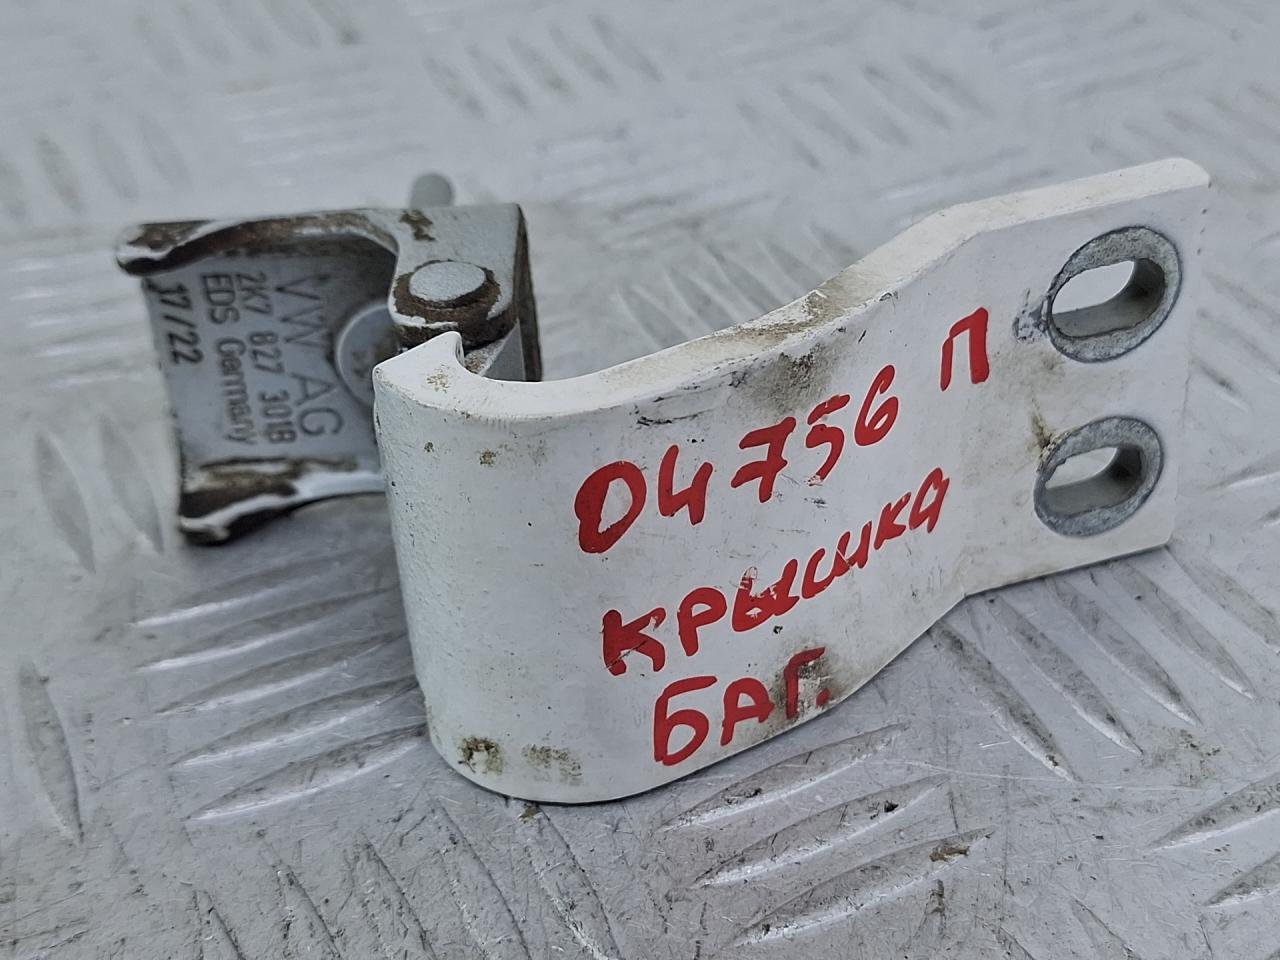 VW AG
2K7 827 301B
EDS Germany
17/22
04756 П
КРЫШКА
БАГ.